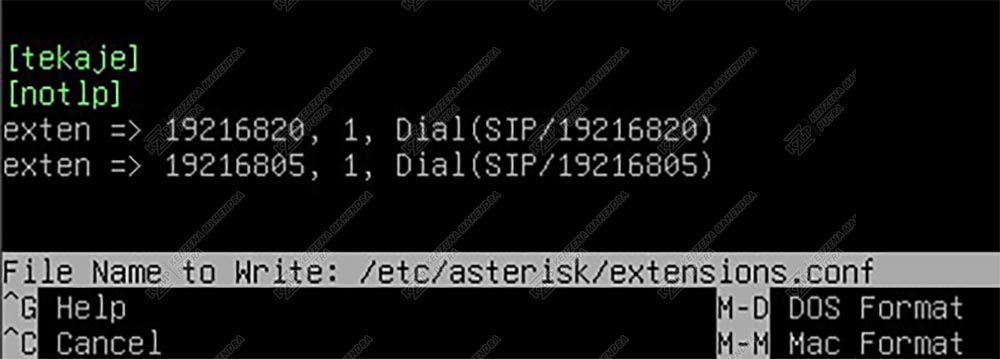 [tekaje]
[notlp]
exten => 19216820, 1, Dial(SIP/19216820)
exten => 19216805, 1, Dial(SIP/19216805)
File Name to Write: /etc/asterisk/extensions.conf
^G Help M-D DOS Format
^C Cancel M-M Mac Format